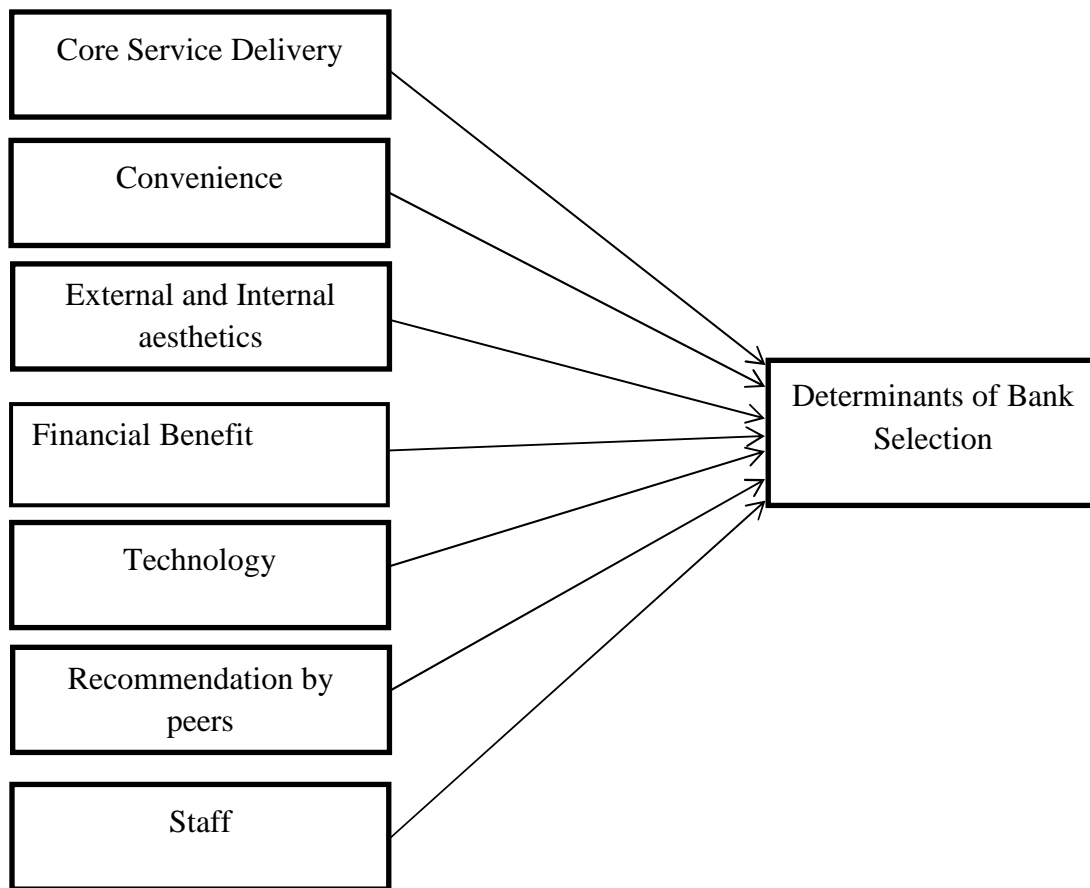 Core Service Delivery
Convenience
External and Internal
aesthetics
Financial Benefit
Technology
Recommendation by
peers
Staff
Determinants of Bank
Selection